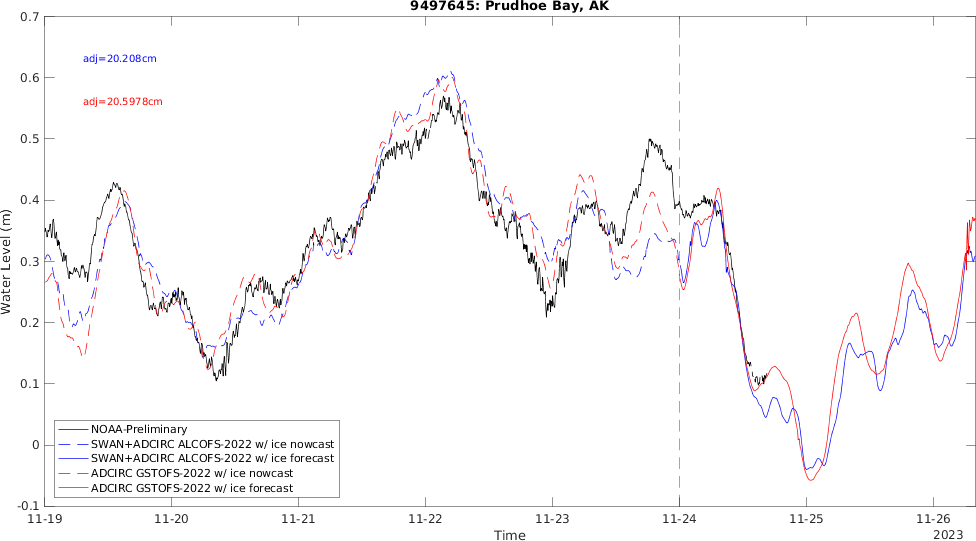 9497645: Prudhoe Bay, AK
0.7
adj=20.208cm
0.6
adj=20.5978cm
0.5
0.4
0.3
0.2
0.1
0
-0.1
Water Level (m)
NOAA-Preliminary
SWAN+ADCIRC ALCOFS-2022 w/ ice nowcast
SWAN+ADCIRC ALCOFS-2022 w/ ice forecast
ADCIRC GSTOFS-2022 w/ ice nowcast
ADCIRC GSTOFS-2022 w/ ice forecast
11-19 11-20 11-21 11-22 11-23 11-24 11-25 11-26
Time
2023